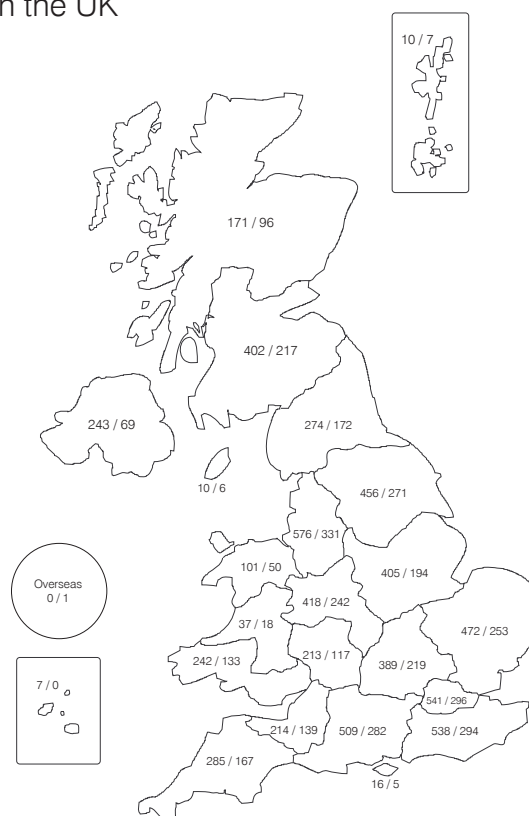 n the UK
10 / 7
171 / 96
402 / 217
243 / 69
274 / 172
10 / 6
456 / 271
576 / 331
101 / 50
405 / 194
Overseas
0 / 1
418 / 242
37 / 18
472 / 253
242 / 133
213 / 117
389 / 219
7 / 0
541 / 296
214 / 139
509 / 282
538 / 294
285 / 167
16 / 5